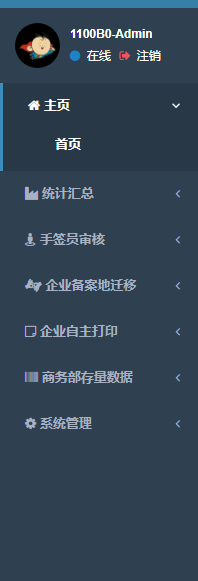 1100B0-Admin
在线 注销
主页
首页
统计汇总
手签员审核
企业备案地迁移
企业自主打印
商务部存量数据
系统管理